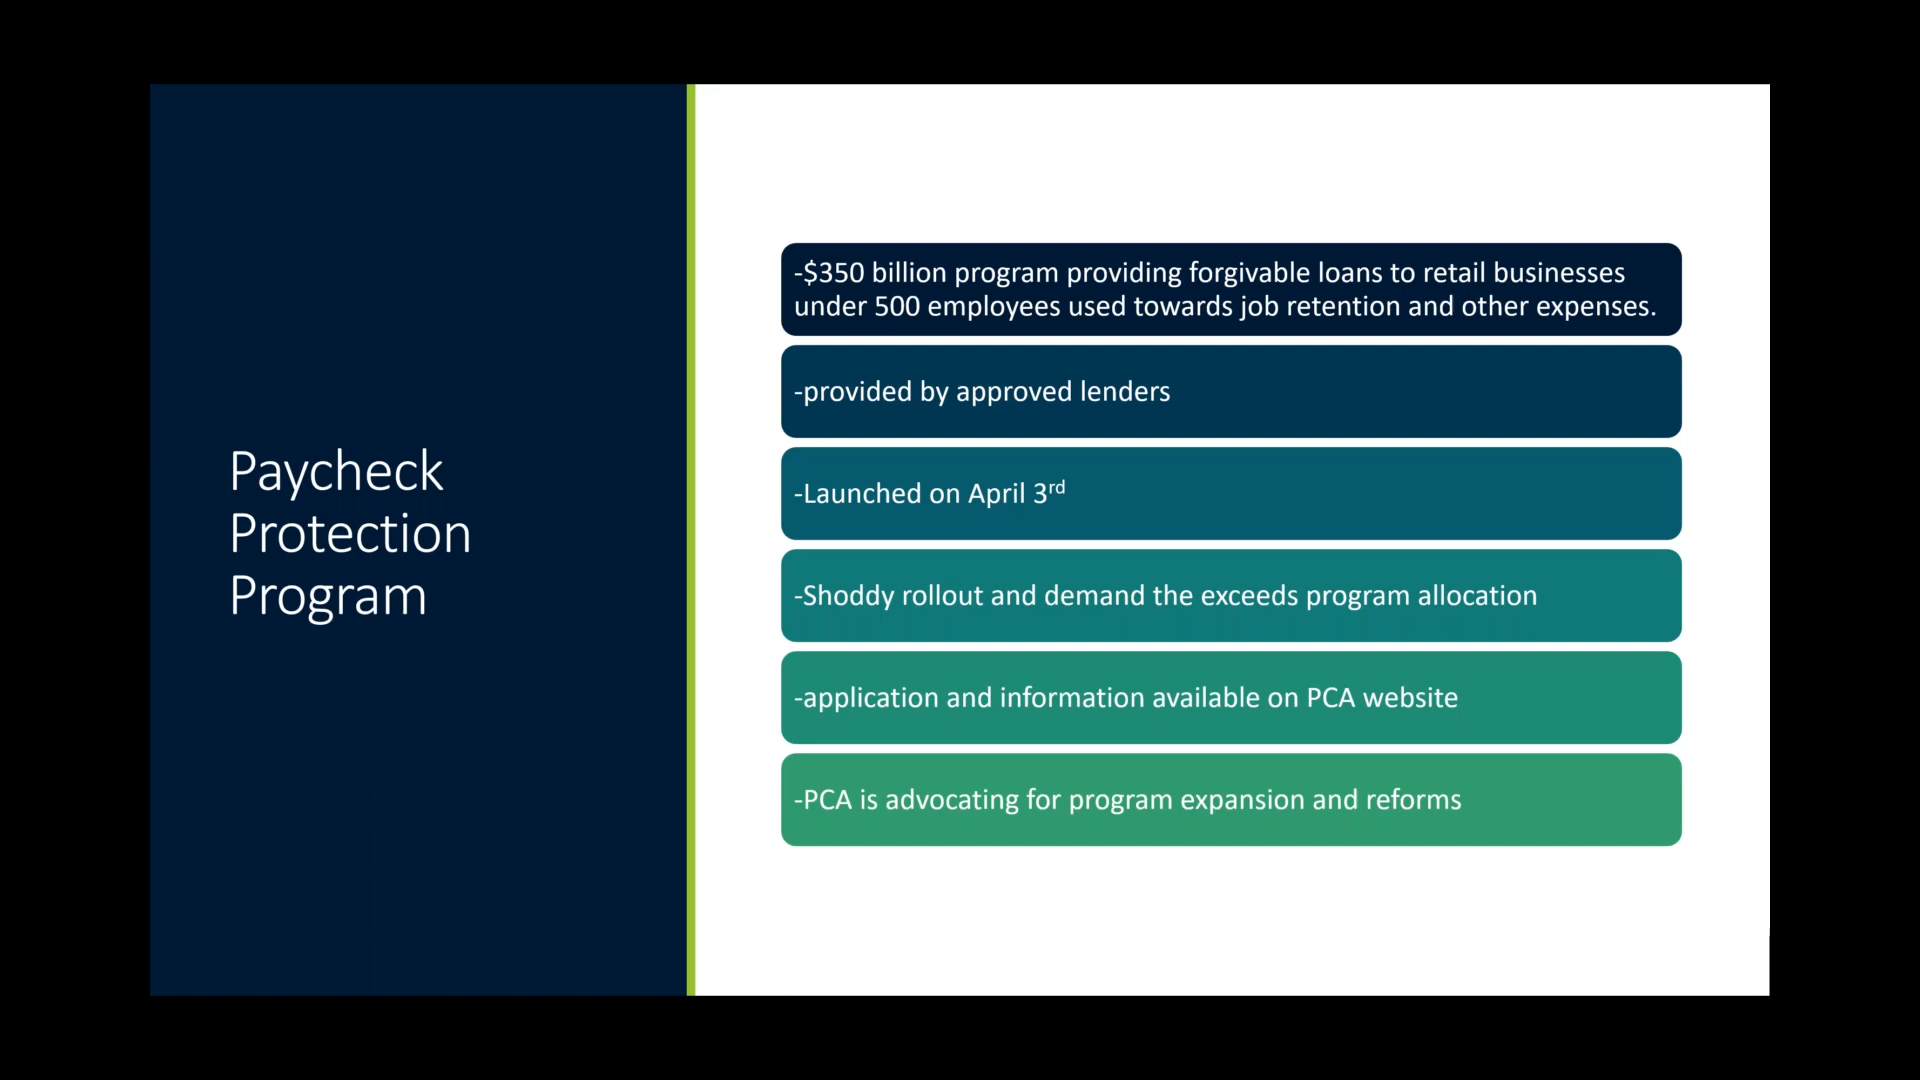 Paycheck
Protection
Program
-$350 billion program providing forgivable loans to retail businesses
under 500 employees used towards job retention and other expenses.
-provided by approved lenders
-Launched on April 3rd
-Shoddy rollout and demand the exceeds program allocation
-application and information available on PCA website
-PCA is advocating for program expansion and reforms